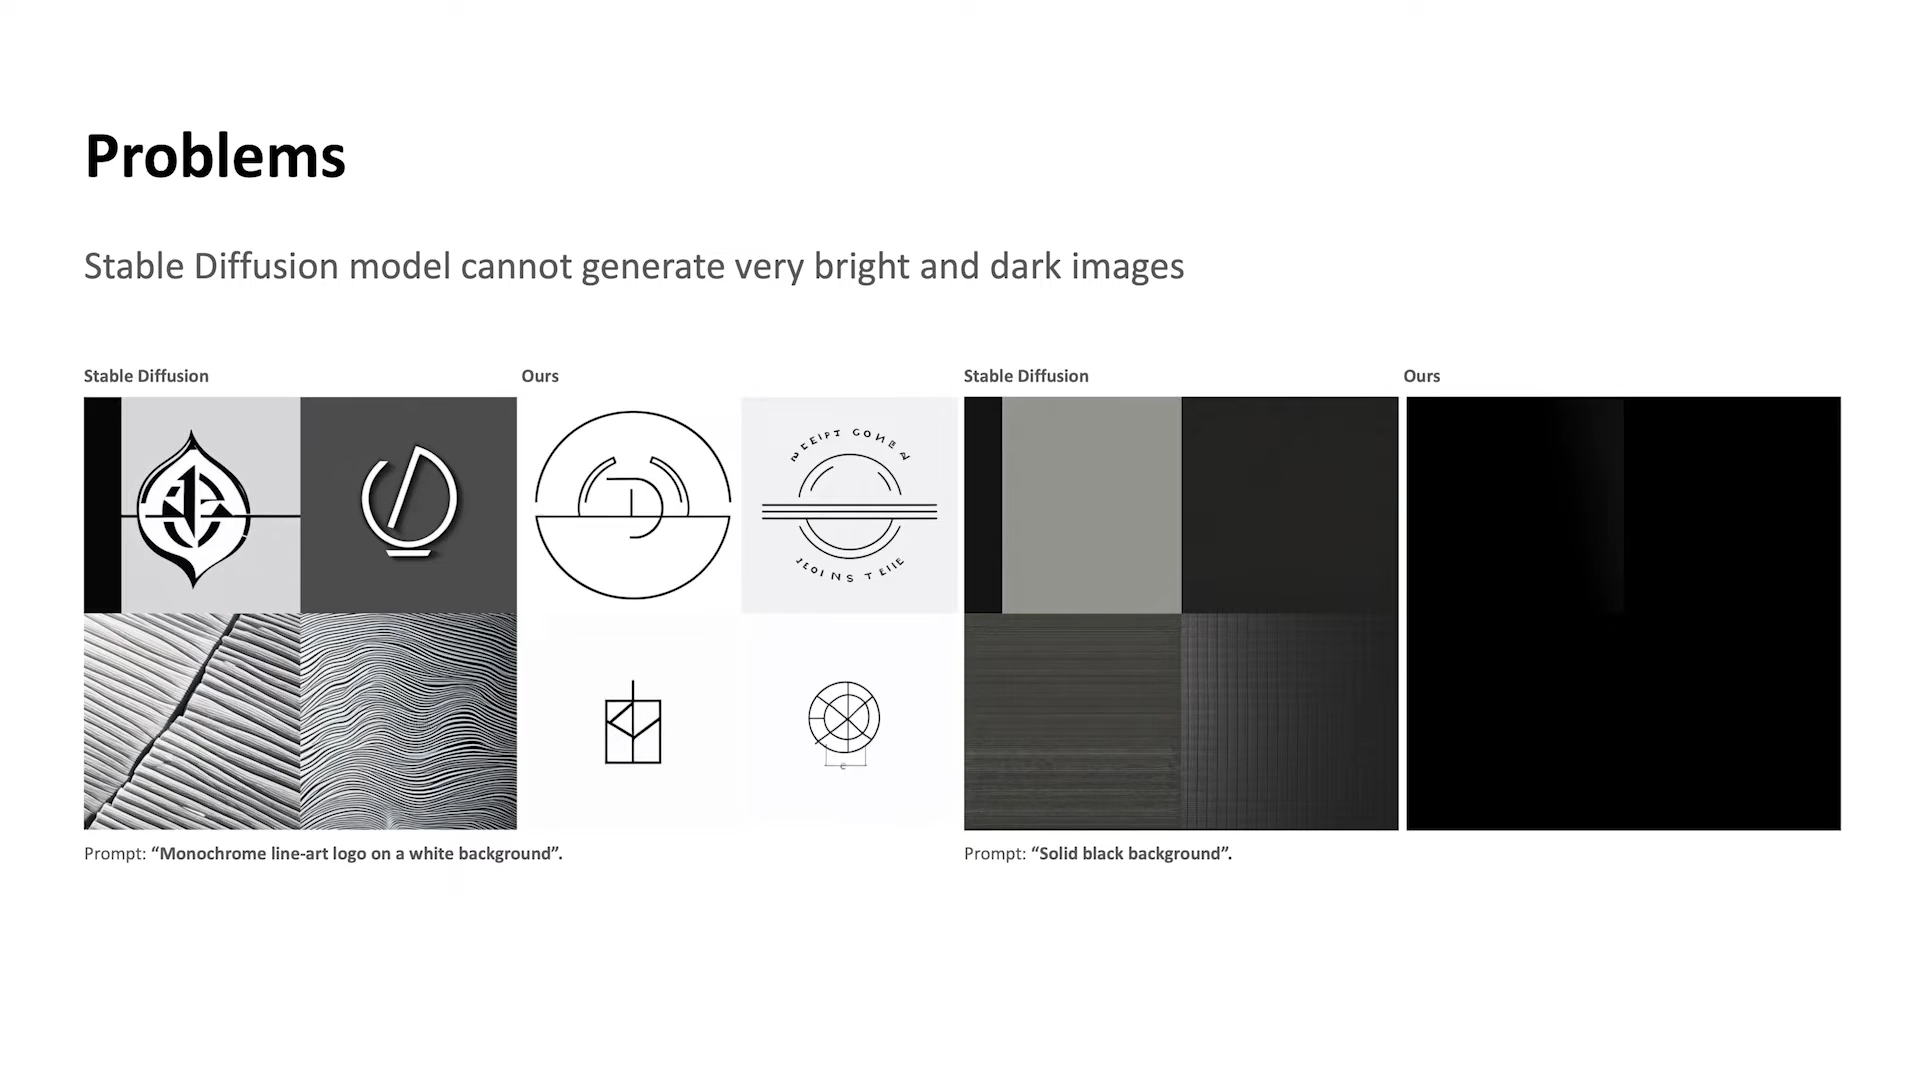 Problems
Stable Diffusion model cannot generate very bright and dark images
Stable Diffusion
Ours
Stable Diffusion
Ours
Prompt: “Monochrome line-art logo on a white background”.
Prompt: “Solid black background”.